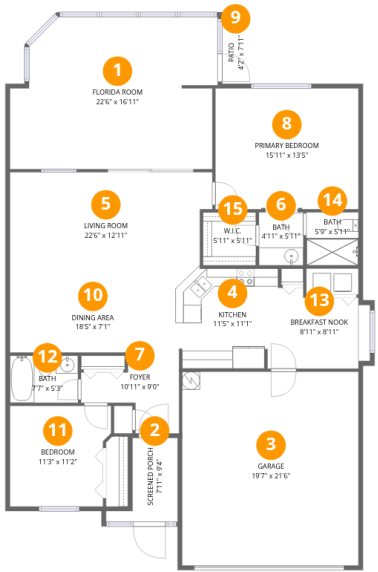 9
PATIO
4'2" x 7'11"
1
FLORIDA ROOM
22'6" x 16'11"
8
PRIMARY BEDROOM
15'11" x 13'5"
5
LIVING ROOM
22'6" x 12'11"
15
W.I.C.
5'11" x 5'11"
6
BATH
4'11" x 5'11"
14
BATH
5'9" x 5'11"
10
DINING AREA
18'5" x 7'1"
4
KITCHEN
11'5" x 11'1"
13
BREAKFAST NOOK
8'11" x 8'11"
12
BATH
7'7" x 5'3"
7
FOYER
10'11" x 9'0"
11
BEDROOM
11'3" x 11'2"
2
SCREENED PORCH
7'11" x 9'4"
3
GARAGE
19'7" x 21'6"